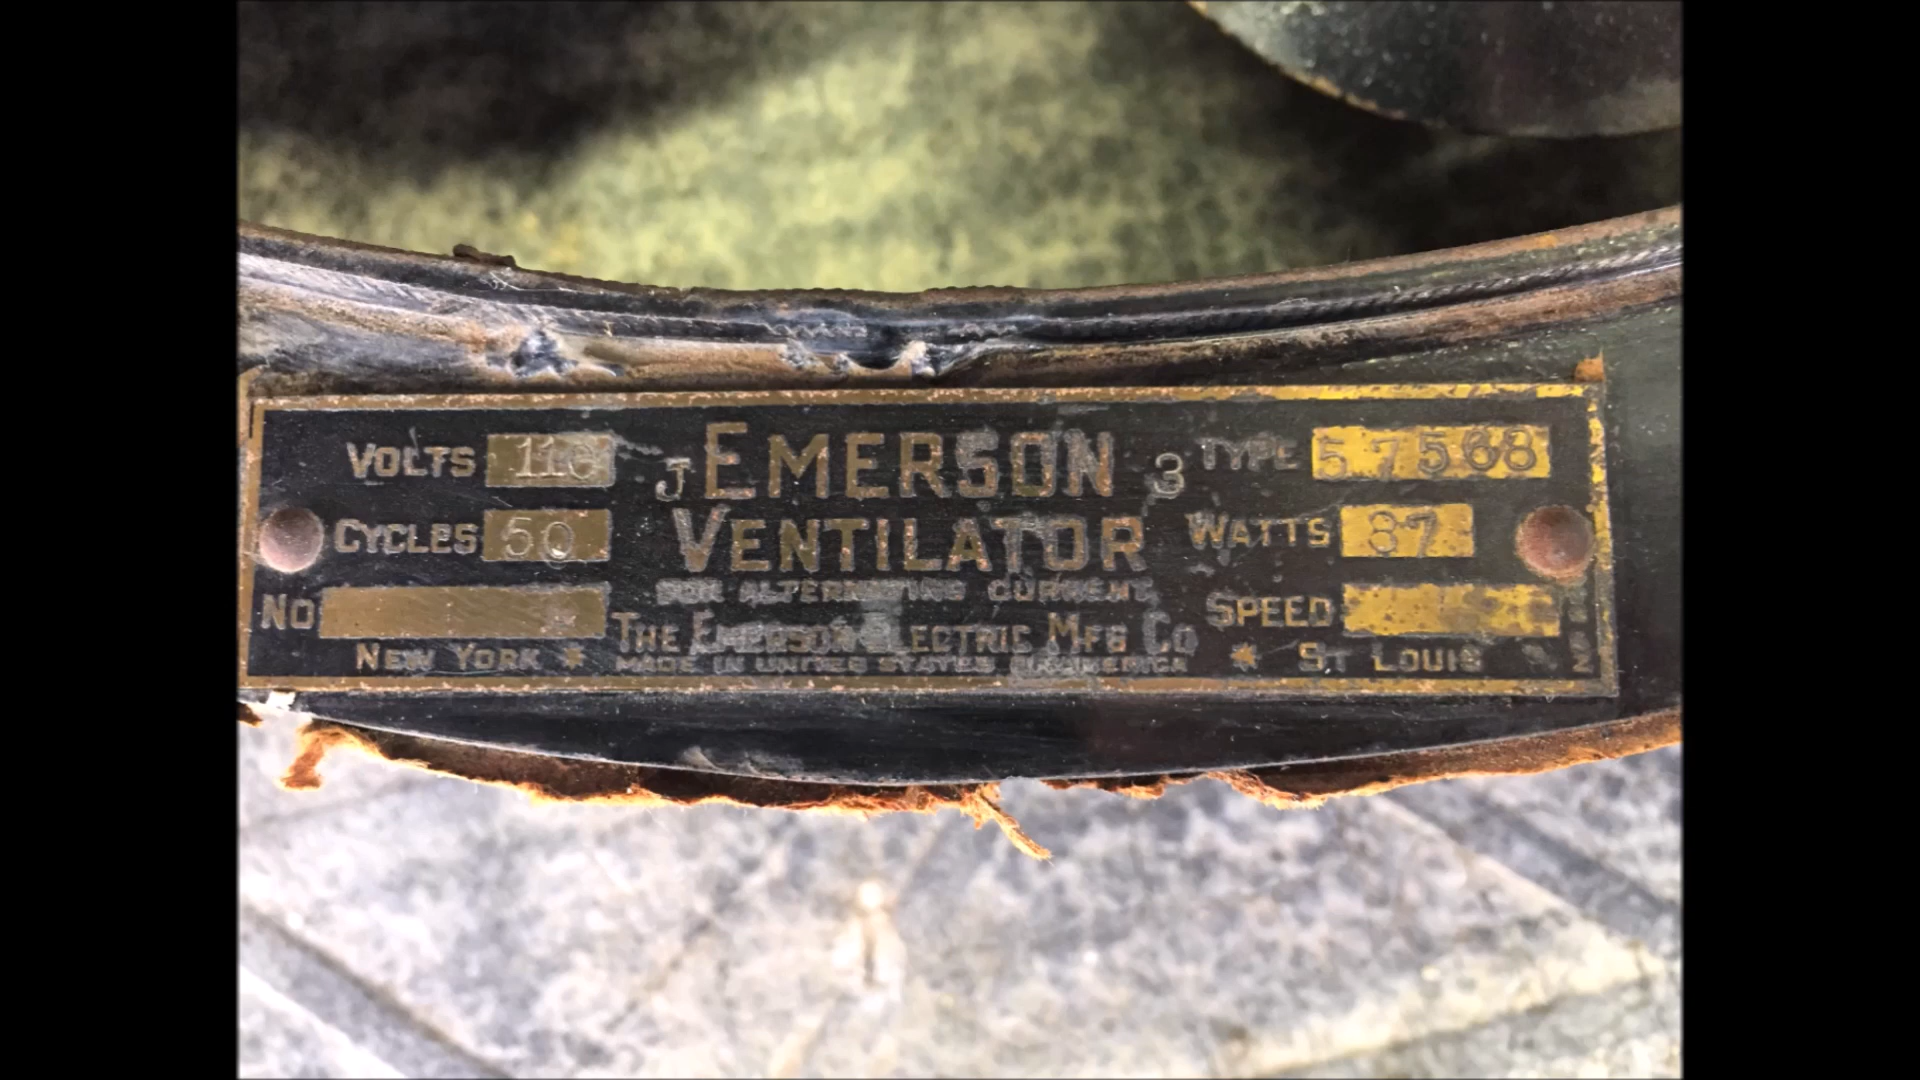 VOLTS 110 J EMERSON 3 TYPE 57568
CYCLES 50 VENTILATOR WATTS 87
FOR ALTERNATING CURRENT
NO THE EMERSON ELECTRIC MFG CO SPEED
NEW YORK * MADE IN UNITED STATES OF AMERICA * ST LOUIS